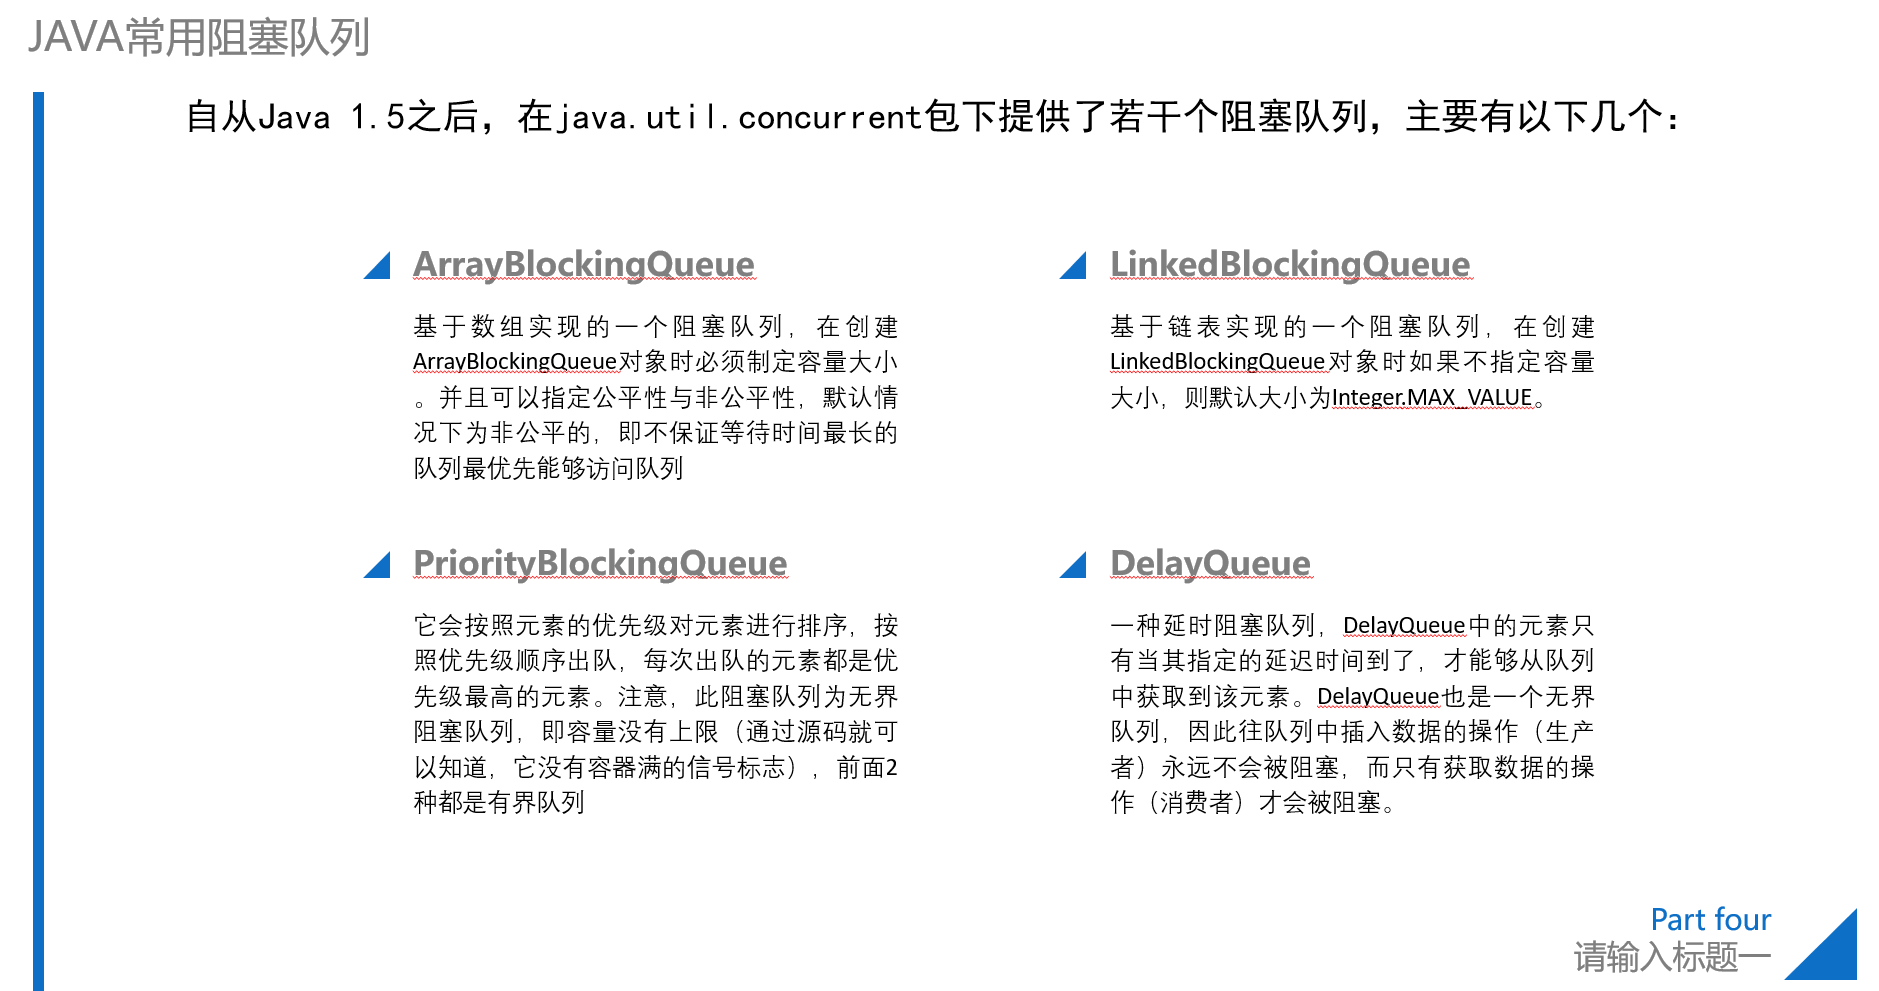 JAVA常用阻塞队列
自从Java 1.5之后，在java.util.concurrent包下提供了若干个阻塞队列，主要有以下几个：
ArrayBlockingQueue
基于数组实现的一个阻塞队列，在创建
ArrayBlockingQueue对象时必须制定容量大小
。并且可以指定公平性与非公平性，默认情
况下为非公平的，即不保证等待时间最长的
队列最优先能够访问队列
LinkedBlockingQueue
基于链表实现的一个阻塞队列，在创建
LinkedBlockingQueue对象时如果不指定容量
大小，则默认大小为Integer.MAX_VALUE。
PriorityBlockingQueue
它会按照元素的优先级对元素进行排序，按
照优先级顺序出队，每次出队的元素都是优
先级最高的元素。注意，此阻塞队列为无界
阻塞队列，即容量没有上限（通过源码就可
以知道，它没有容器满的信号标志），前面2
种都是有界队列
DelayQueue
一种延时阻塞队列，DelayQueue中的元素只
有当其指定的延迟时间到了，才能够从队列
中获取到该元素。DelayQueue也是一个无界
队列，因此往队列中插入数据的操作（生产
者）永远不会被阻塞，而只有获取数据的操
作（消费者）才会被阻塞。
Part four
请输入标题一